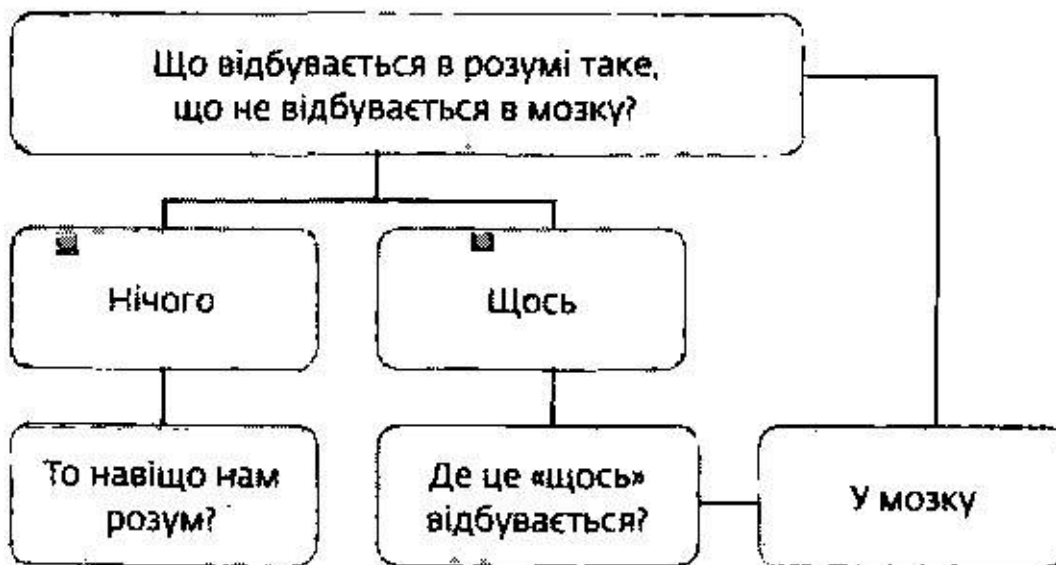 Що відбувається в розумі таке,
що не відбувається в мозку?
Нічого
Щось
То навіщо нам
розум?
Де це «щось»
відбувається?
У мозку